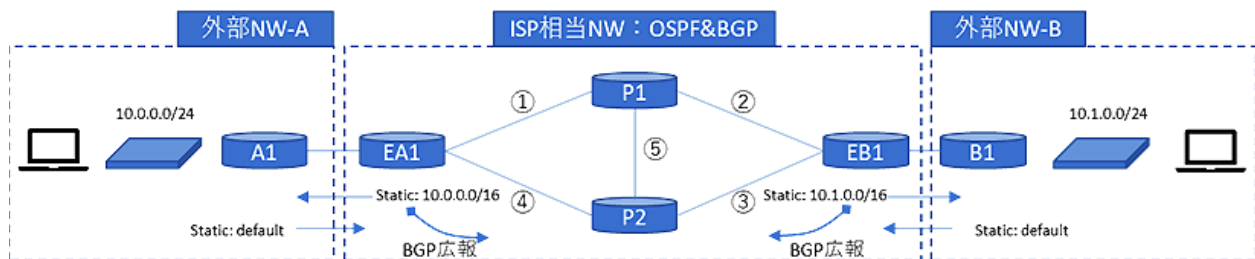 外部NW-A
ISP相当NW：OSPF&BGP
外部NW-B
①
P1
②
10.0.0.0/24
10.1.0.0/24
A1
EA1
⑤
EB1
B1
Static: 10.0.0.0/16
④
P2
③
Static: 10.1.0.0/16
Static: default
Static: default
BGP広報
BGP広報